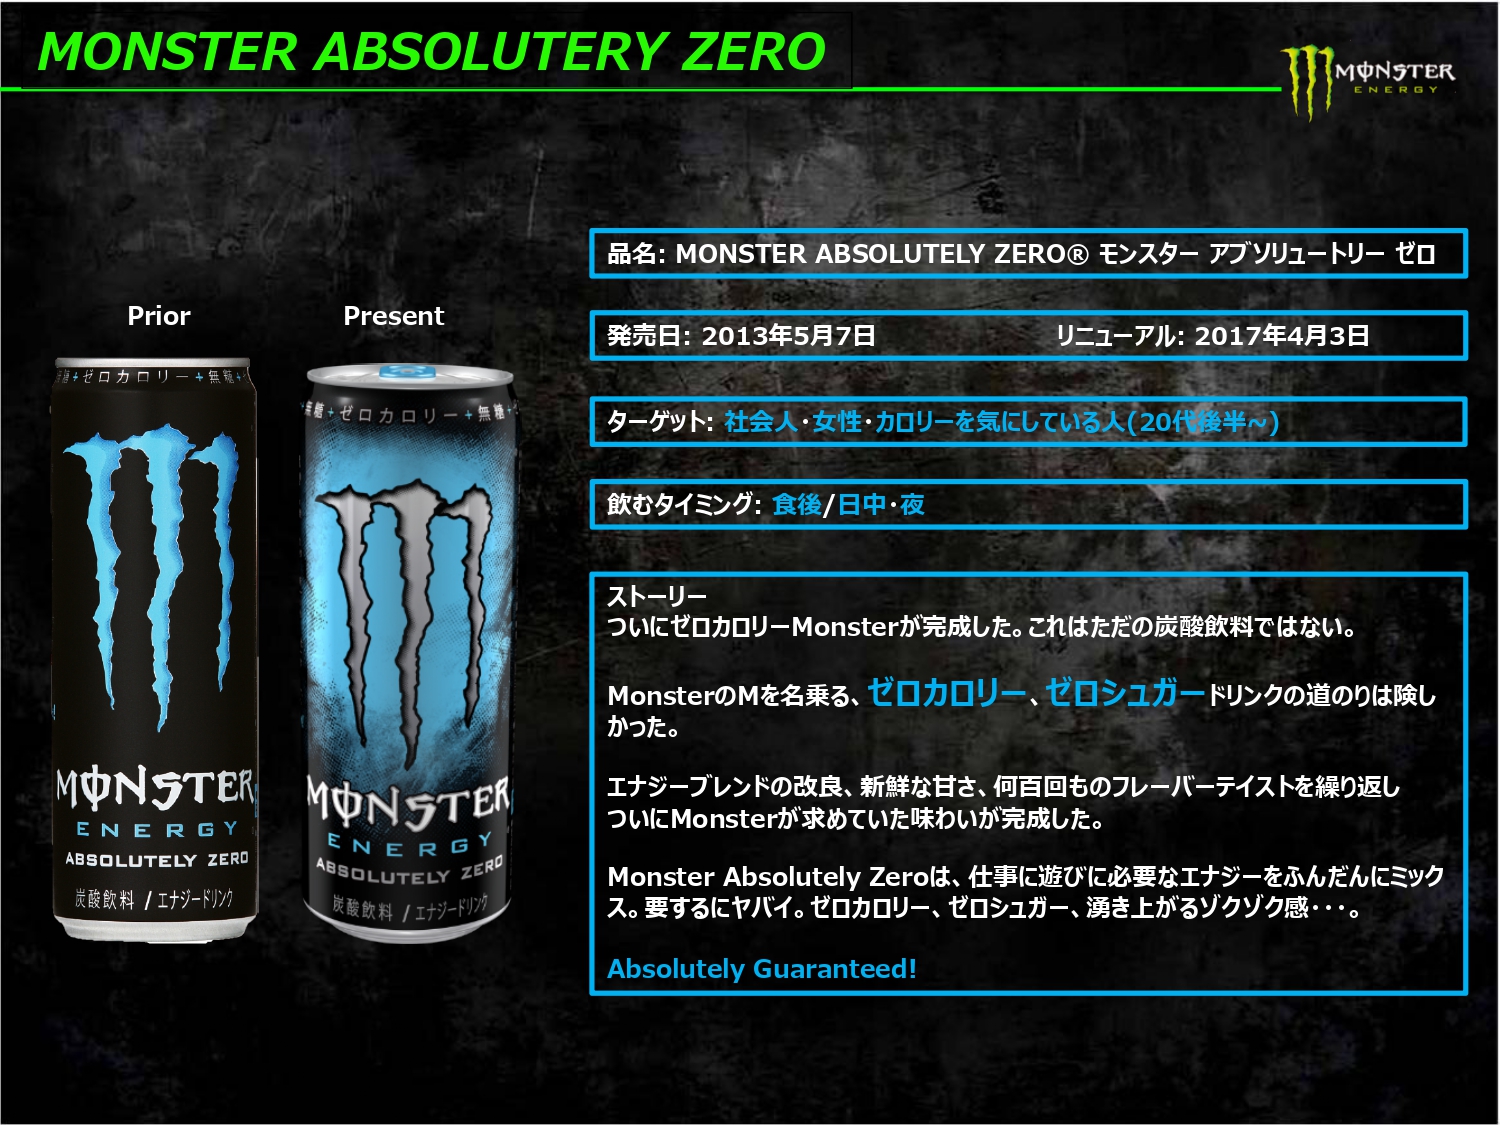 MONSTER ABSOLUTERY ZERO
MONSTER
ENERGY
品名: MONSTER ABSOLUTELY ZERO® モンスター アブソリュートリー ゼロ
Prior
Present
発売日: 2013年5月7日 リニューアル: 2017年4月3日
ターゲット: 社会人・女性・カロリーを気にしている人(20代後半~)
飲むタイミング: 食後/日中・夜
ストーリー
ついにゼロカロリーMonsterが完成した。これはただの炭酸飲料ではない。
MonsterのMを名乗る、ゼロカロリー、ゼロシュガードリンクの道のりは険し
かった。
エナジーブレンドの改良、新鮮な甘さ、何百回ものフレーバーテイストを繰り返し
ついにMonsterが求めていた味わいが完成した。
Monster Absolutely Zeroは、仕事に遊びに必要なエナジーをふんだんにミック
ス。要するにヤバイ。ゼロカロリー、ゼロシュガー、湧き上がるゾクゾク感・・・。
Absolutely Guaranteed!
糖+ゼロカロリー+無糖+
MONSTER
ENERGY
ABSOLUTELY ZERO
炭酸飲料 / エナジードリンク
無糖+ゼロカロリー+無糖+
MONSTER
ENERGY
ABSOLUTELY ZERO
炭酸飲料 / エナジードリンク